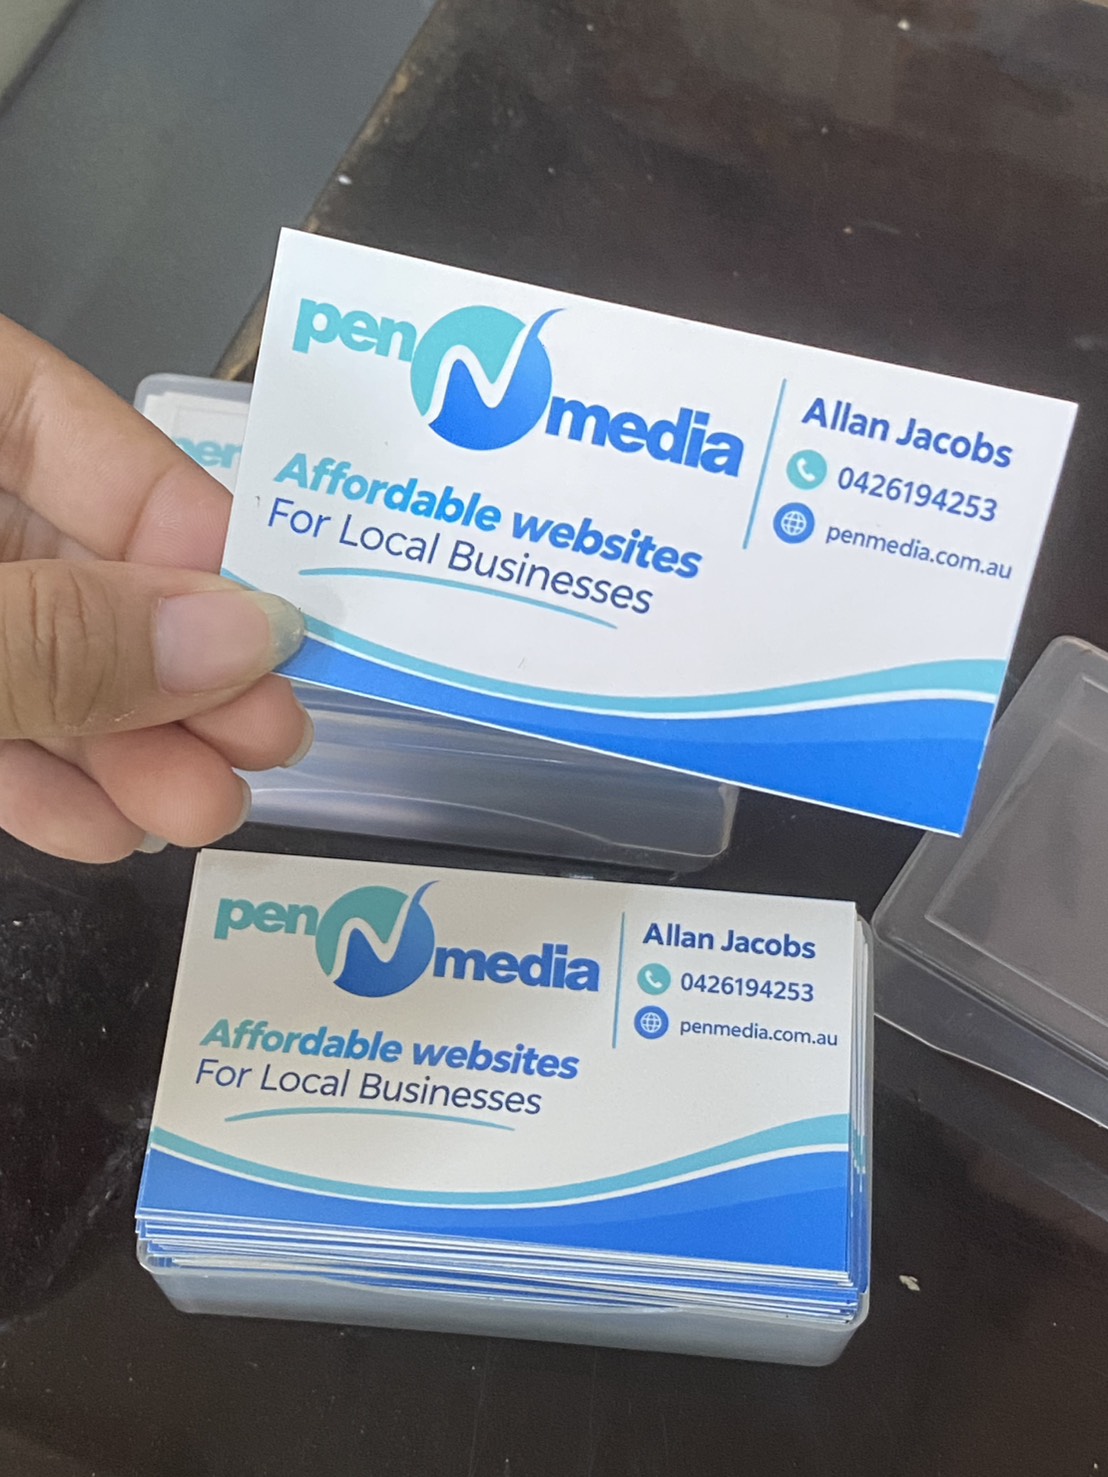 pen
media
Affordable websites
For Local Businesses
Allan Jacobs
0426194253
penmedia.com.au
pen
media
Affordable websites
For Local Businesses
Allan Jacobs
0426194253
penmedia.com.au